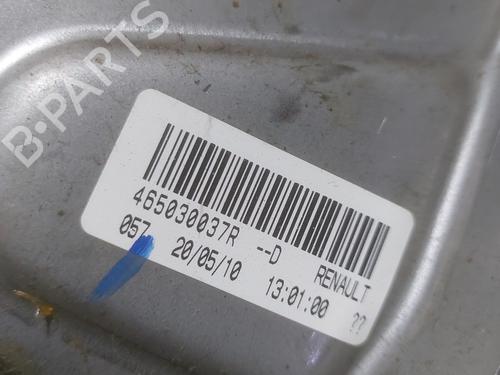 B-PARTS
465030037R --D RENAULT
057 20/05/10 13:01:00 ??